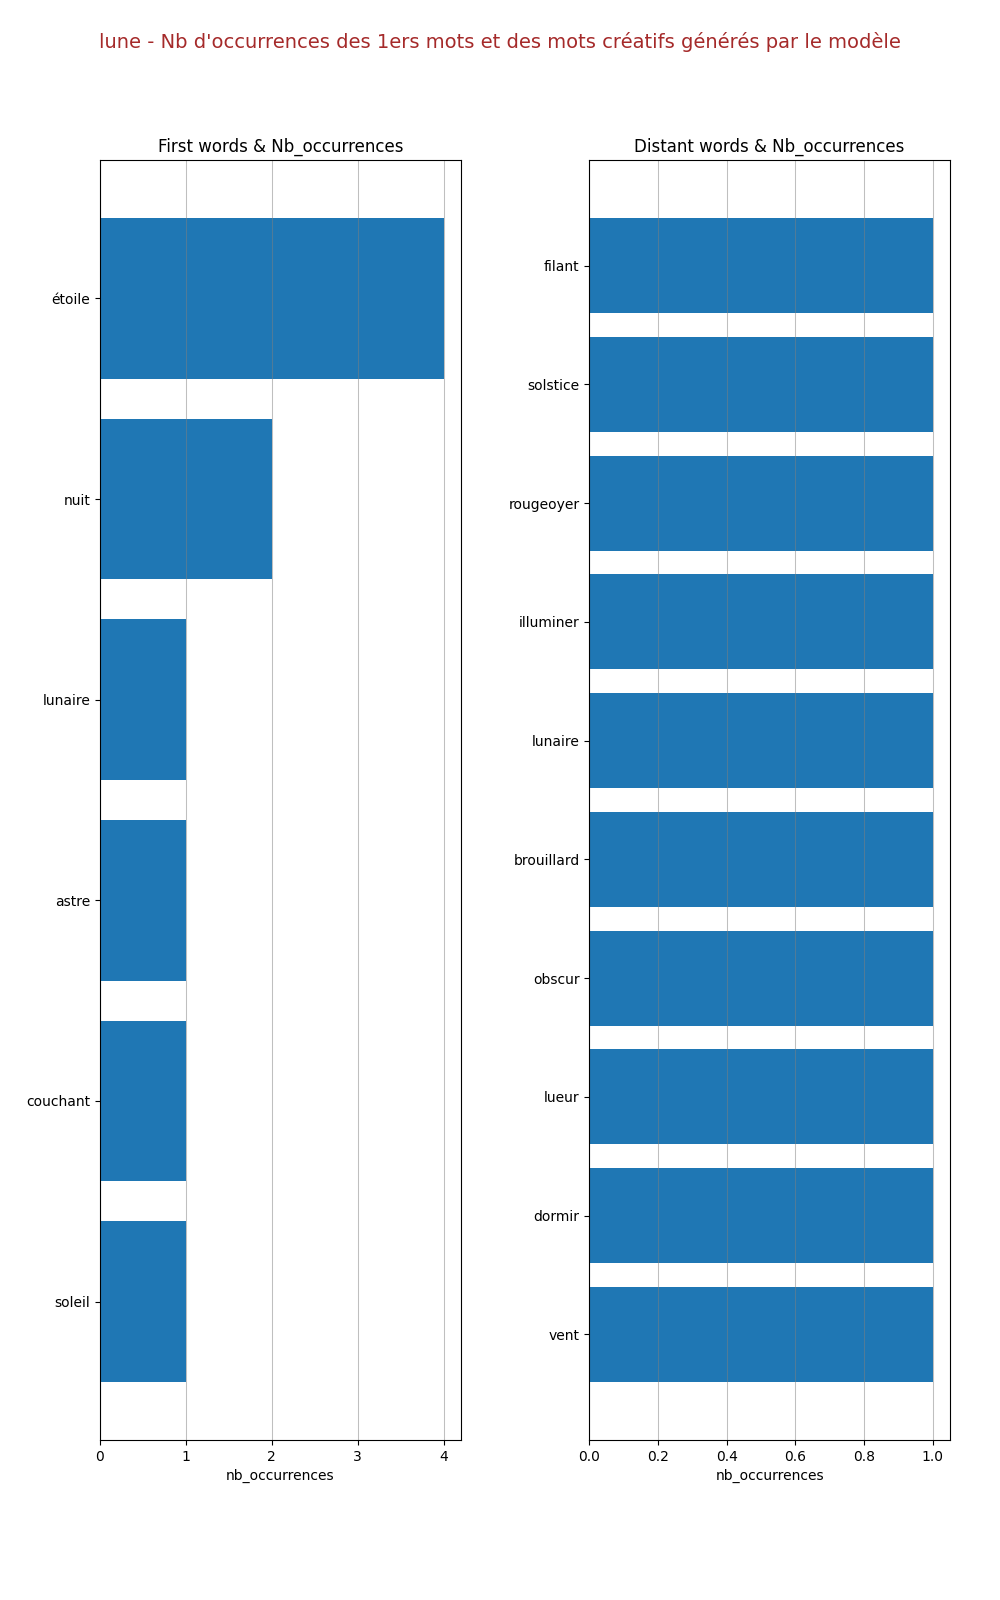 lune - Nb d'occurrences des 1ers mots et des mots créatifs générés par le modèle
First words & Nb_occurrences
étoile
nuit
lunaire
astre
couchant
soleil
0 1 2 3 4
nb_occurrences
Distant words & Nb_occurrences
filant
solstice
rougeoyer
illuminer
lunaire
brouillard
obscur
lueur
dormir
vent
0.0 0.2 0.4 0.6 0.8 1.0
nb_occurrences